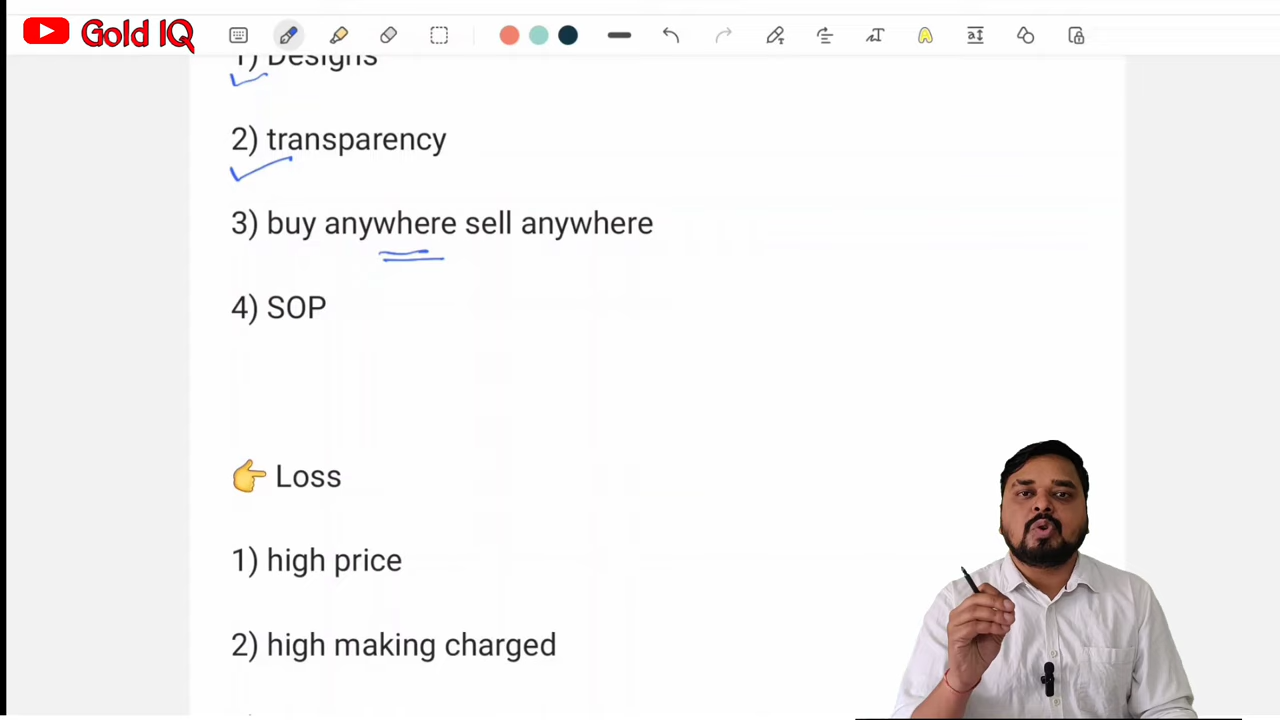 Gold IQ
1) Designs
2) transparency
3) buy anywhere sell anywhere
4) SOP
👉 Loss
1) high price
2) high making charged